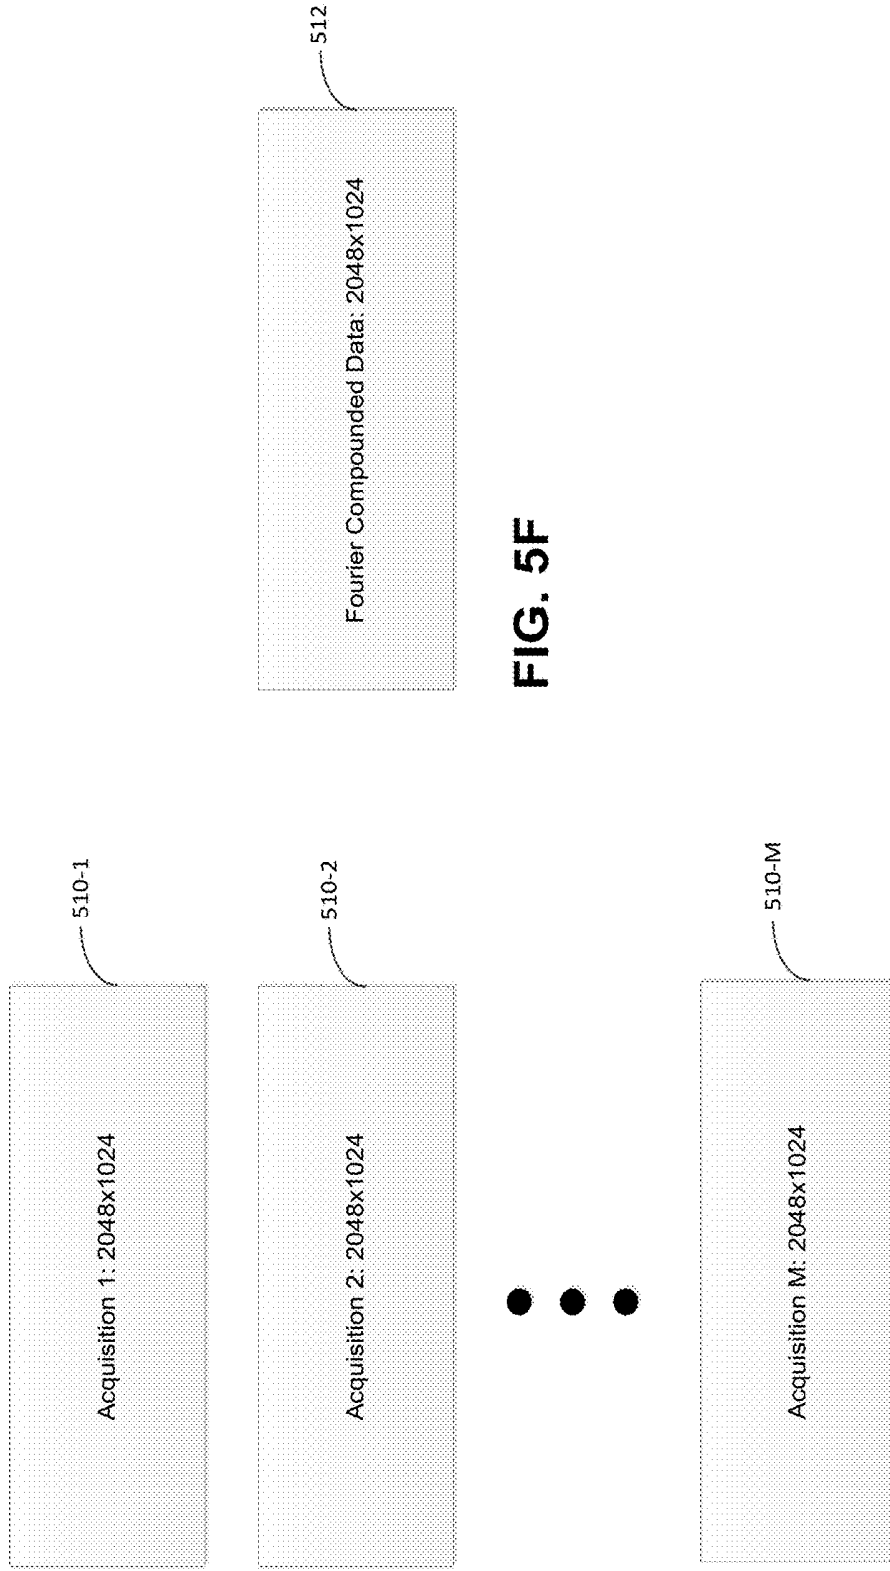 510-1
Acquisition 1: 2048x1024
510-2
Acquisition 2: 2048x1024
510-M
Acquisition M: 2048x1024
512
Fourier Compounded Data: 2048x1024
FIG. 5F